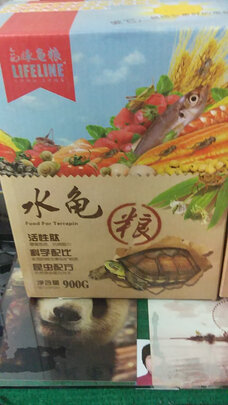 LIFELINE
水龟
粮
Food For Terrapin
活性肽
科学配比
昆虫配方
净含量 900G